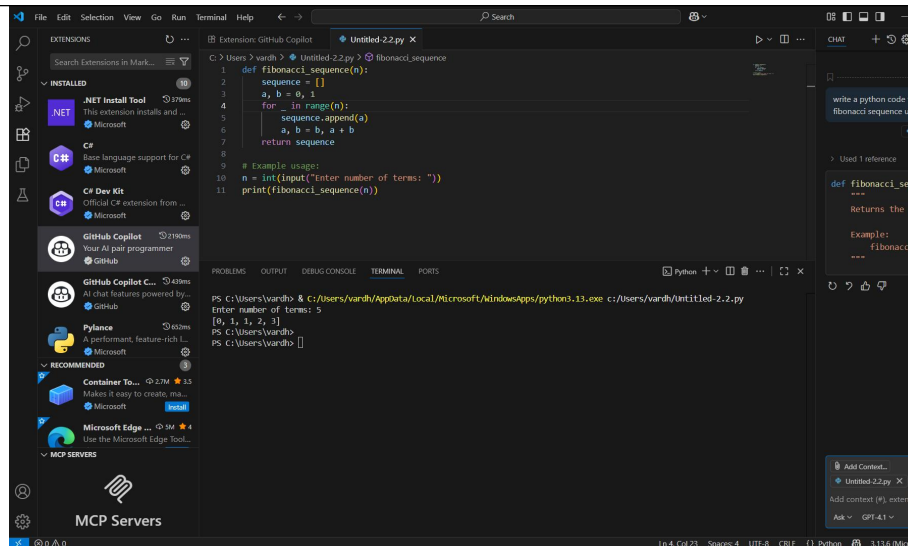 File Edit Selection View Go Run Terminal Help
Search
EXTENSIONS
Search Extensions in Mark...
INSTALLED 10
.NET Install Tool 379ms
This extension installs and ...
Microsoft
.NET
C#
Base language support for C#
Microsoft
C# Dev Kit
Official C# extension from ...
Microsoft
GitHub Copilot 2190ms
Your AI pair programmer
GitHub
GitHub Copilot C... 439ms
AI chat features powered by...
GitHub
Pylance 652ms
A performant, feature-rich l...
Microsoft
RECOMMENDED 3
Container To... 2.7M 3.5
Makes it easy to create, ma...
Microsoft Install
Microsoft Edge ... 5M 4
Use the Microsoft Edge Tool...
MCP SERVERS
MCP Servers
Extension: GitHub Copilot Untitled-2.2.py
C: > Users > vardh > Untitled-2.2.py > fibonacci_sequence
1 def fibonacci_sequence(n):
2 sequence = []
3 a, b = 0, 1
4 for _ in range(n):
5 sequence.append(a)
6 a, b = b, a + b
7 return sequence
8
9 # Example usage:
10 n = int(input("Enter number of terms: "))
11 print(fibonacci_sequence(n))
PROBLEMS OUTPUT DEBUG CONSOLE TERMINAL PORTS Python
PS C:\Users\vardh> & C:/Users/vardh/AppData/Local/Microsoft/WindowsApps/python3.13.exe c:/Users/vardh/Untitled-2.2.py
Enter number of terms: 5
[0, 1, 1, 2, 3]
PS C:\Users\vardh>
PS C:\Users\vardh>
CHAT
write a python code
fibonacci sequence u
Used 1 reference
def fibonacci_se
"""
Returns the
Example:
fibonacc
"""
Add Context...
Untitled-2.2.py
Add context (#), exten
Ask GPT-4.1
0 0 Ln 4, Col 23 Spaces: 4 UTF-8 CRLF {} Python 3.13.6 (Micr